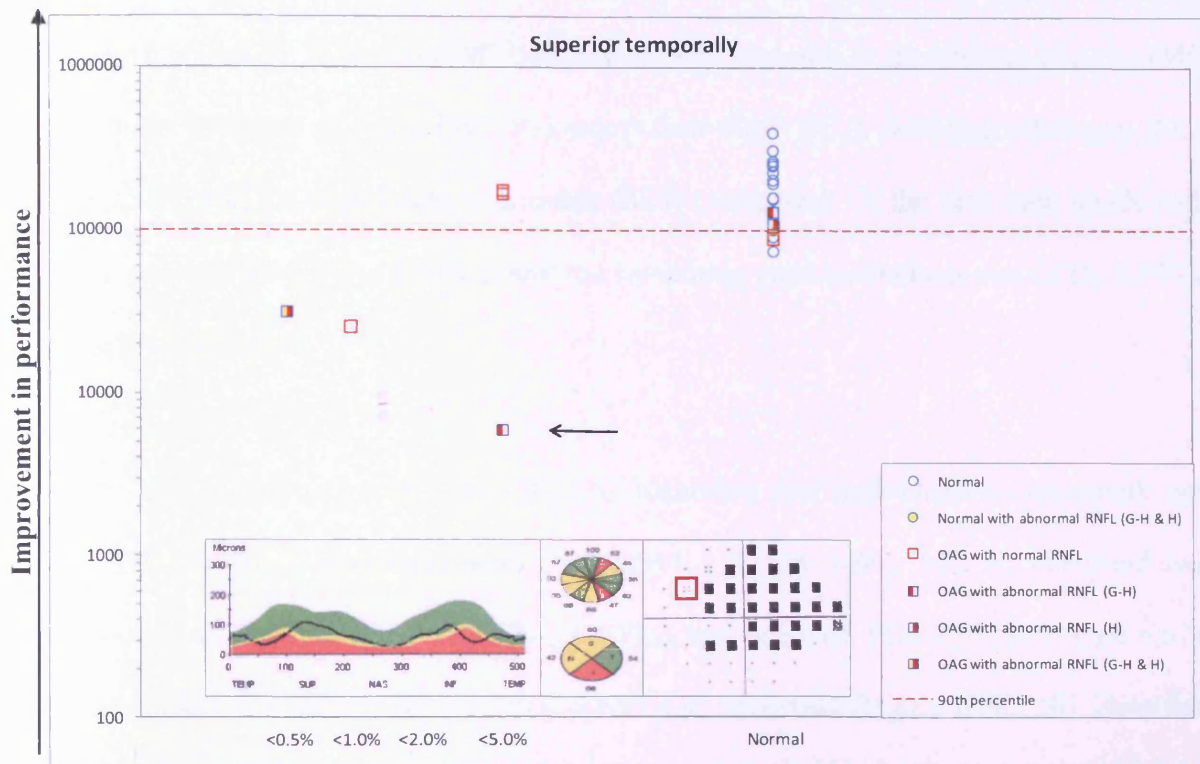 Superior temporally
Improvement in performance
1000000
100000
10000
1000
100
<0.5% <1.0% <2.0% <5.0% Normal
Normal
Normal with abnormal RNFL (G-H & H)
OAG with normal RNFL
OAG with abnormal RNFL (G-H)
OAG with abnormal RNFL (H)
OAG with abnormal RNFL (G-H & H)
90th percentile
Microns
300
200
100
0
0 100 200 300 400 500
TEMP SUP NAS INF TEMP